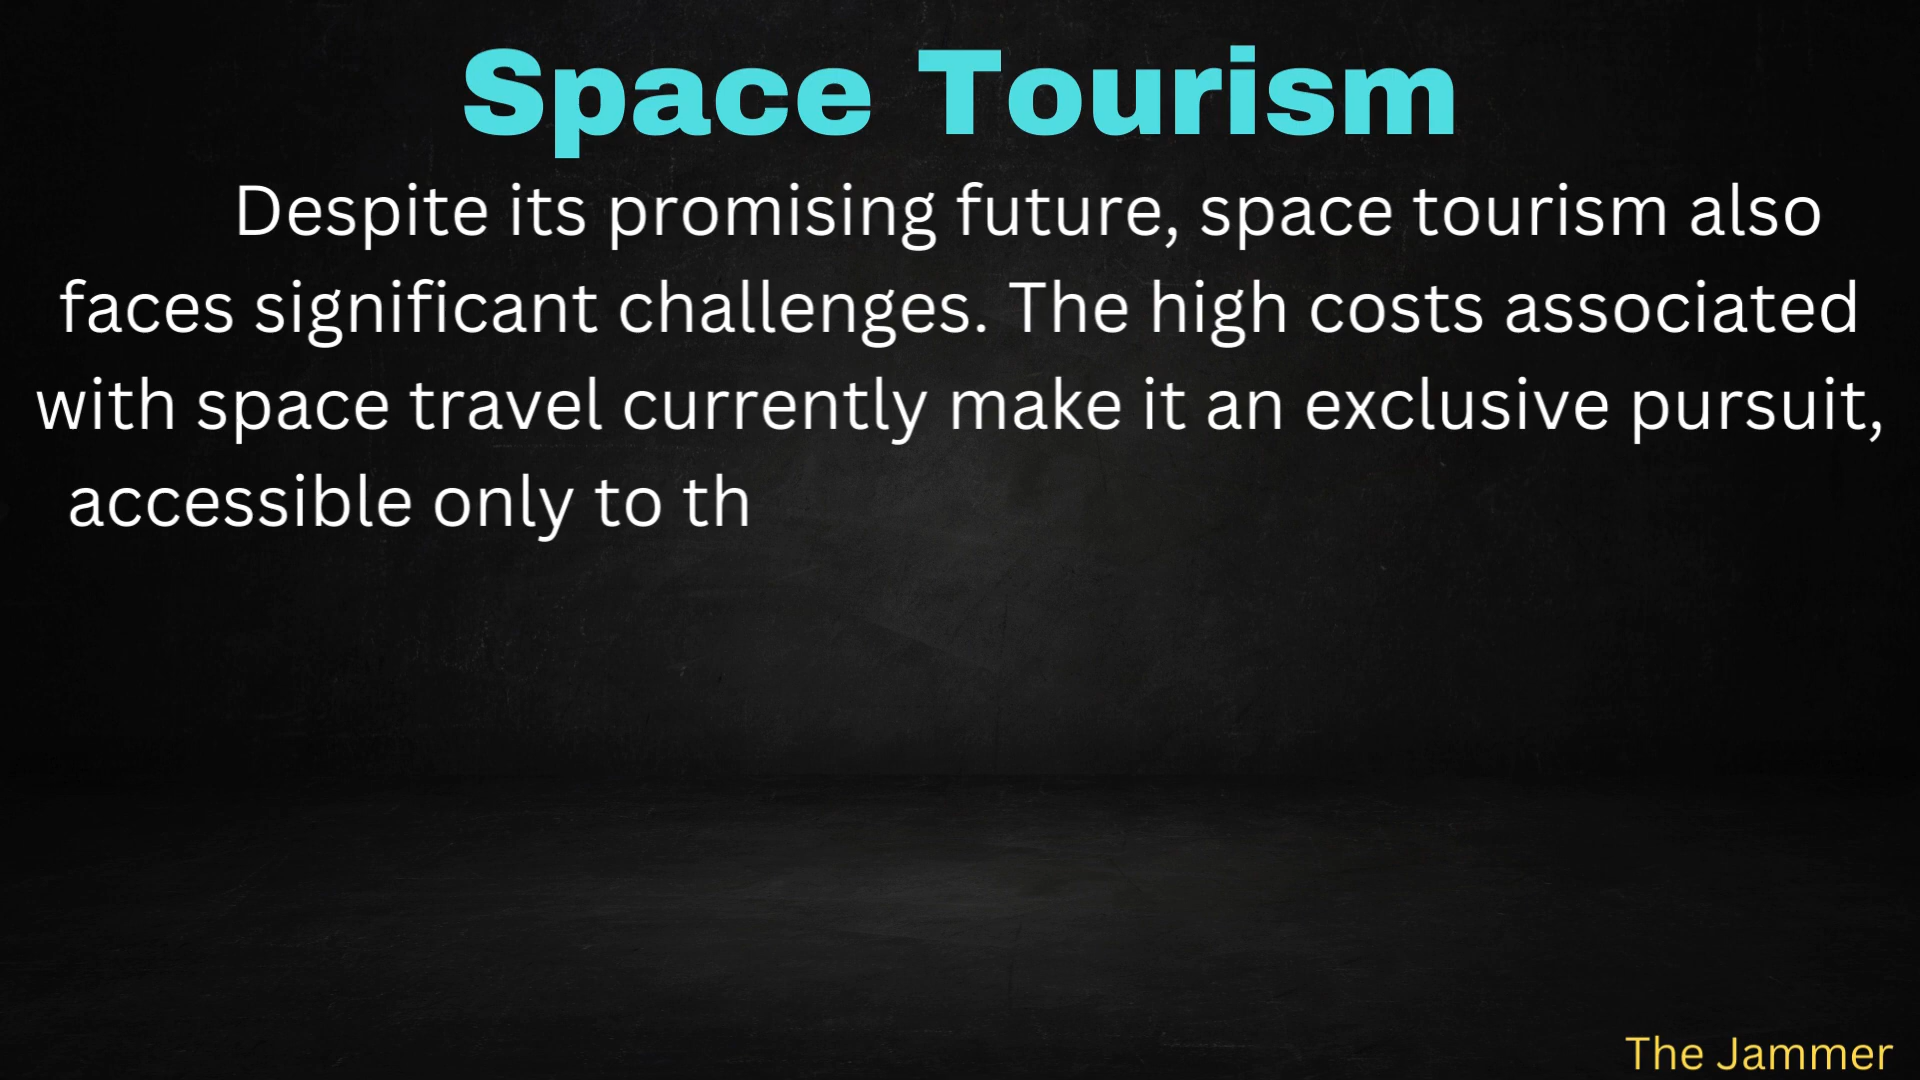 Space Tourism
Despite its promising future, space tourism also
faces significant challenges. The high costs associated
with space travel currently make it an exclusive pursuit,
accessible only to th
The Jammer